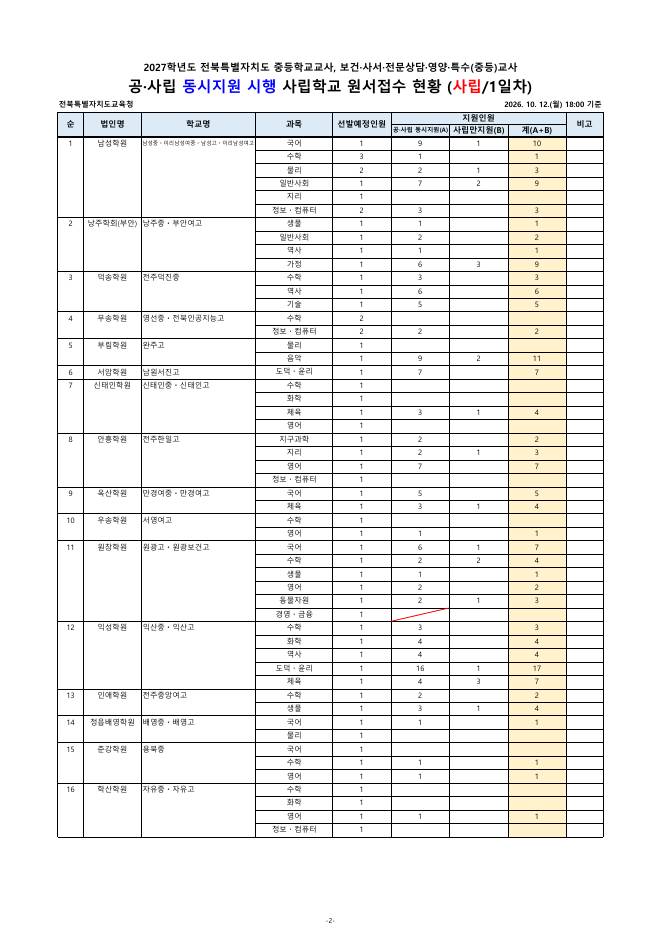 2027학년도 전북특별자치도 중등학교교사, 보건·사서·전문상담·영양·특수(중등)교사
공·사립 동시지원 시행 사립학교 원서접수 현황 (사립/1일차)
전북특별자치도교육청 2026. 10. 12.(월) 18:00 기준
순 법인명 학교명 과목 선발예정인원 지원인원 비고
공·사립 동시지원(A) 사립만지원(B) 계(A+B)
1 남성학원 남성중·이리남성여중·남성고·이리남성여고 국어 1 9 1 10
수학 3 1 1
물리 2 2 1 3
일반사회 1 7 2 9
지리 1
정보·컴퓨터 2 3 3
2 낭주학회(부안) 낭주중·부안여고 생물 1 1 1
일반사회 1 2 2
역사 1 1 1
가정 1 6 3 9
3 덕송학원 전주덕진중 수학 1 3 3
역사 1 6 6
기술 1 5 5
4 무송학원 영선중·전북인공지능고 수학 2
정보·컴퓨터 2 2 2
5 부림학원 완주고 물리 1
음악 1 9 2 11
6 서암학원 남원서진고 도덕·윤리 1 7 7
7 신태인학원 신태인중·신태인고 수학 1
화학 1
체육 1 3 1 4
영어 1
8 안홍학원 전주한일고 지구과학 1 2 2
지리 1 2 1 3
영어 1 7 7
정보·컴퓨터 1
9 옥산학원 만경여중·만경여고 국어 1 5 5
체육 1 3 1 4
10 우송학원 서영여고 수학 1
영어 1 1 1
11 원창학원 원광고·원광보건고 국어 1 6 1 7
수학 1 2 2 4
생물 1 1 1
영어 1 2 2
동물자원 1 2 1 3
경영·금융 1
12 익성학원 익산중·익산고 수학 1 3 3
화학 1 4 4
역사 1 4 4
도덕·윤리 1 16 1 17
체육 1 4 3 7
13 인애학원 전주중앙여고 수학 1 2 2
생물 1 3 1 4
14 정읍배영학원 배영중·배영고 국어 1 1 1
물리 1
15 춘강학원 용북중 국어 1
수학 1 1 1
영어 1 1 1
16 학산학원 자유중·자유고 수학 1
화학 1
영어 1 1 1
정보·컴퓨터 1
-2-